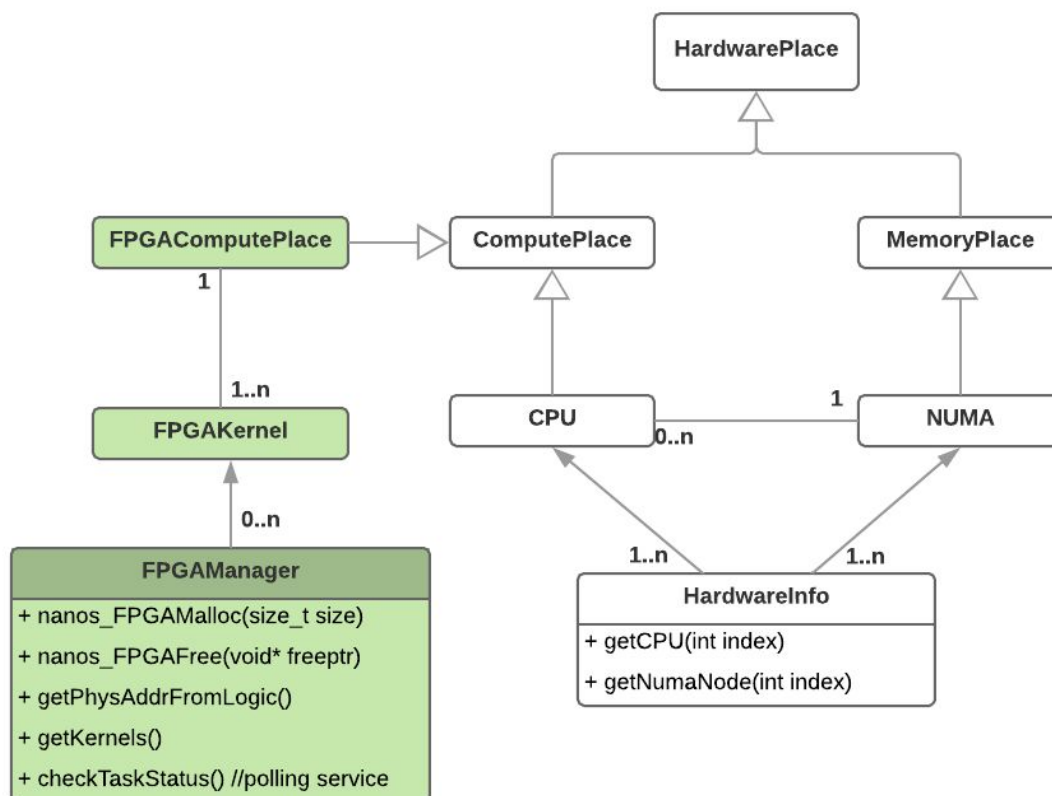 HardwarePlace
FPGAComputePlace
ComputePlace
MemoryPlace
1
1..n
1
FPGAKernel
CPU
0..n
NUMA
0..n
1..n
1..n
FPGAManager
HardwareInfo
+ nanos_FPGAMalloc(size_t size)
+ nanos_FPGAFree(void* freeptr)
+ getPhysAddrFromLogic()
+ getKernels()
+ checkTaskStatus() //polling service
+ getCPU(int index)
+ getNumaNode(int index)